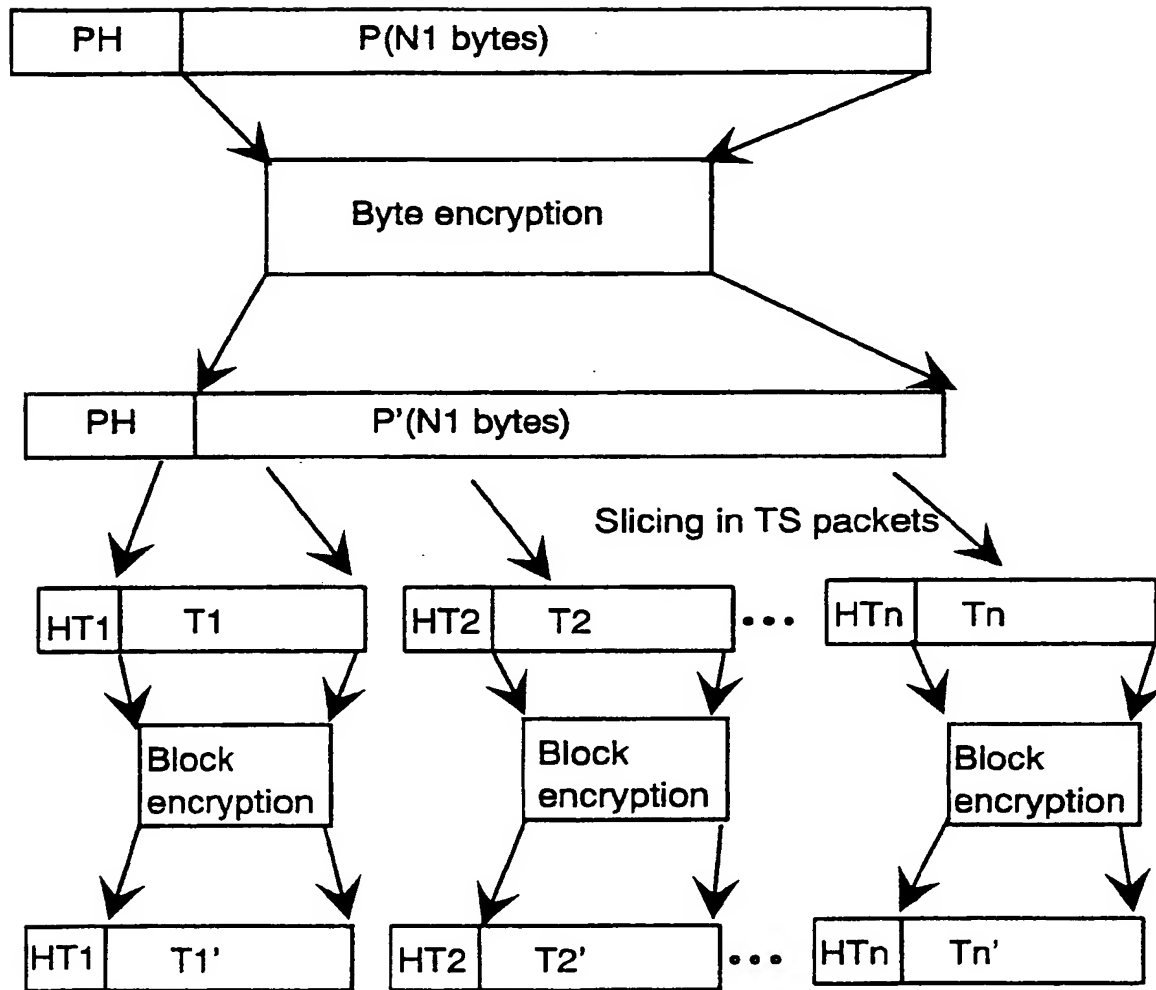 PH P(N1 bytes)
Byte encryption
PH P'(N1 bytes)
Slicing in TS packets
HT1 T1 HT2 T2 ••• HTn Tn
Block encryption Block encryption Block encryption
HT1 T1' HT2 T2' ••• HTn Tn'